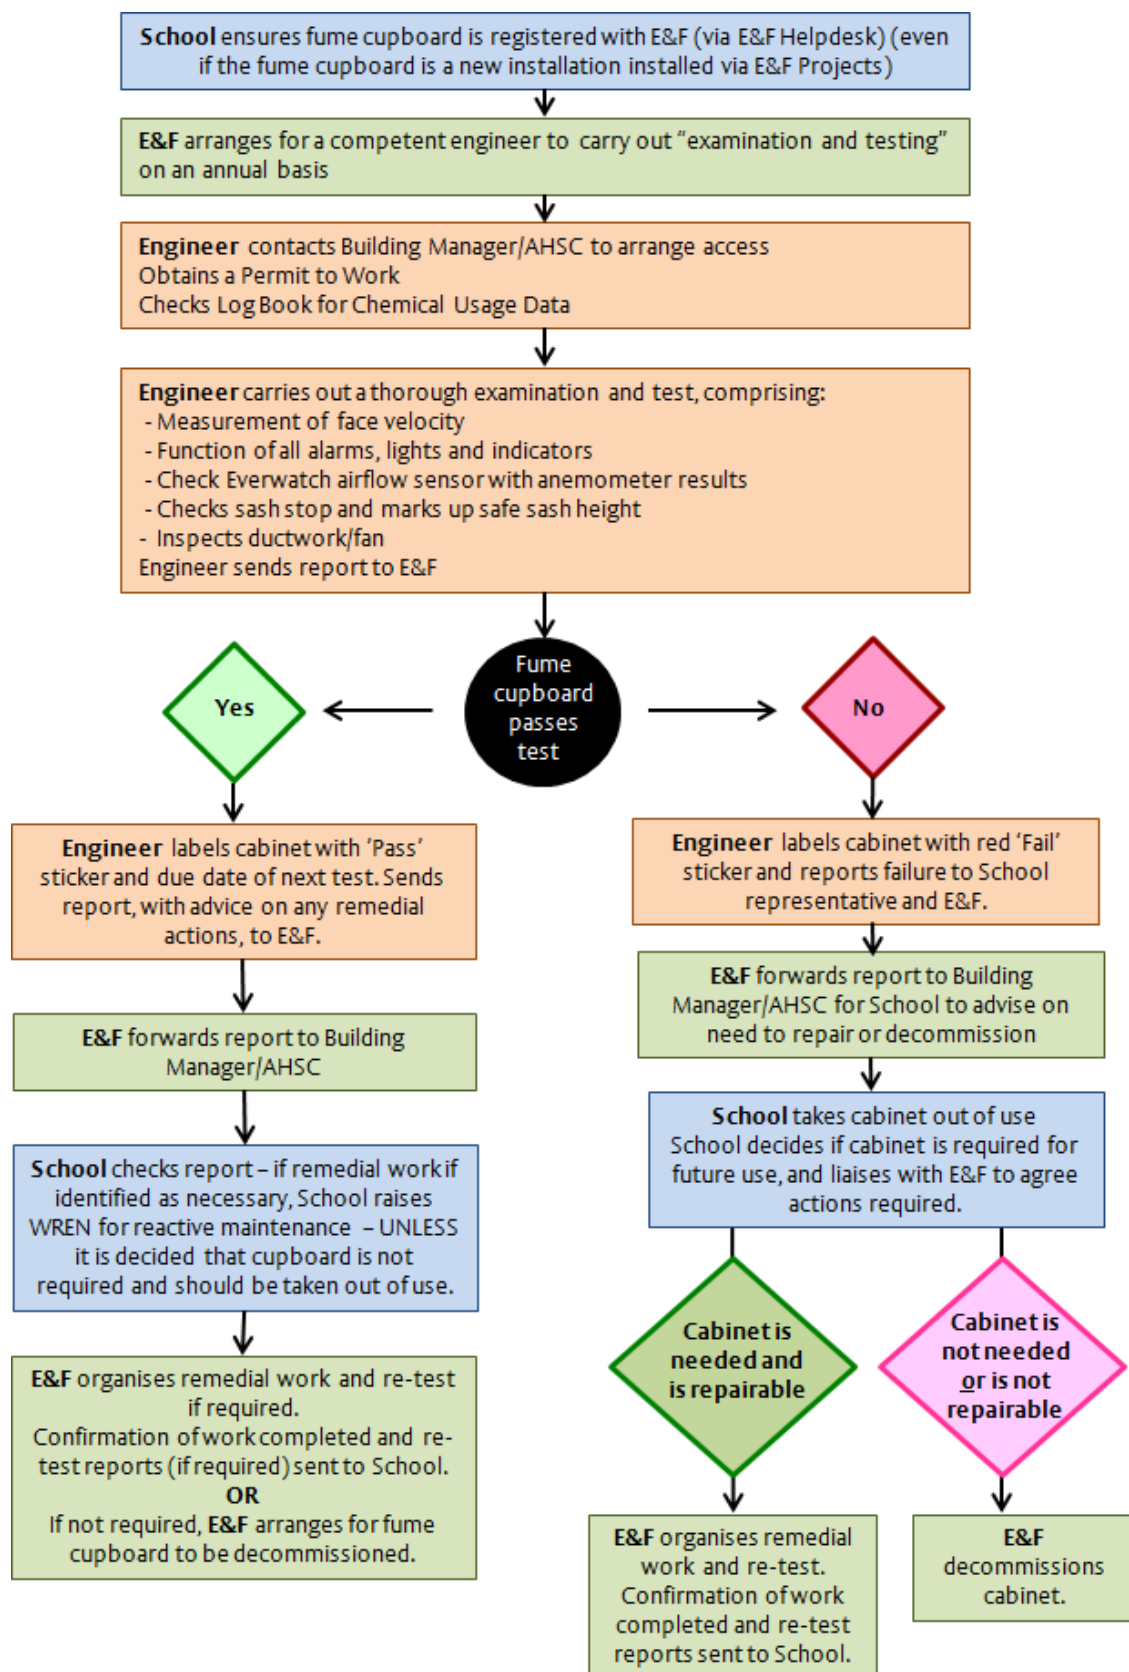 School ensures fume cupboard is registered with E&F (via E&F Helpdesk) (even
if the fume cupboard is a new installation installed via E&F Projects)
E&F arranges for a competent engineer to carry out “examination and testing”
on an annual basis
Engineer contacts Building Manager/AHSC to arrange access
Obtains a Permit to Work
Checks Log Book for Chemical Usage Data
Engineer carries out a thorough examination and test, comprising:
- Measurement of face velocity
- Function of all alarms, lights and indicators
- Check Everwatch airflow sensor with anemometer results
- Checks sash stop and marks up safe sash height
- Inspects ductwork/fan
Engineer sends report to E&F
Fume
cupboard
passes
test
Yes
No
Engineer labels cabinet with ‘Pass’
sticker and due date of next test. Sends
report, with advice on any remedial
actions, to E&F.
E&F forwards report to Building
Manager/AHSC
School checks report – if remedial work if
identified as necessary, School raises
WREN for reactive maintenance – UNLESS
it is decided that cupboard is not
required and should be taken out of use.
E&F organises remedial work and re-test
if required.
Confirmation of work completed and re-
test reports (if required) sent to School.
OR
If not required, E&F arranges for fume
cupboard to be decommissioned.
Engineer labels cabinet with red ‘Fail’
sticker and reports failure to School
representative and E&F.
E&F forwards report to Building
Manager/AHSC for School to advise on
need to repair or decommission
School takes cabinet out of use
School decides if cabinet is required for
future use, and liaises with E&F to agree
actions required.
Cabinet is
needed and
is repairable
Cabinet is
not needed
or is not
repairable
E&F organises remedial
work and re-test.
Confirmation of work
completed and re-test
reports sent to School.
E&F
decommissions
cabinet.